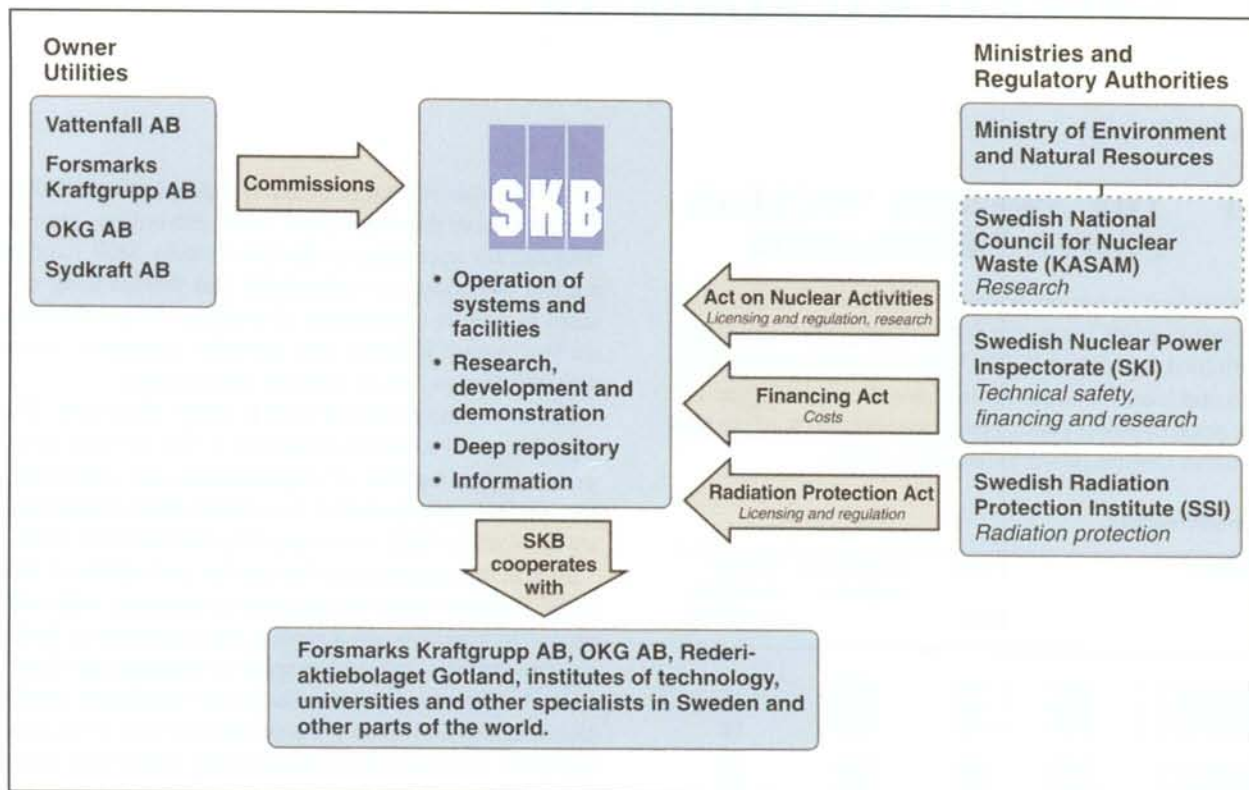 Owner
Utilities
Vattenfall AB
Forsmarks
Kraftgrupp AB
OKG AB
Sydkraft AB
Commissions
SKB
• Operation of
systems and
facilities
• Research,
development and
demonstration
• Deep repository
• Information
Ministries and
Regulatory Authorities
Ministry of Environment
and Natural Resources
Swedish National
Council for Nuclear
Waste (KASAM)
Research
Act on Nuclear Activities
Licensing and regulation, research
Swedish Nuclear Power
Inspectorate (SKI)
Technical safety,
financing and research
Financing Act
Costs
Radiation Protection Act
Licensing and regulation
Swedish Radiation
Protection Institute (SSI)
Radiation protection
SKB
cooperates
with
Forsmarks Kraftgrupp AB, OKG AB, Rederi-
aktiebolaget Gotland, institutes of technology,
universities and other specialists in Sweden and
other parts of the world.